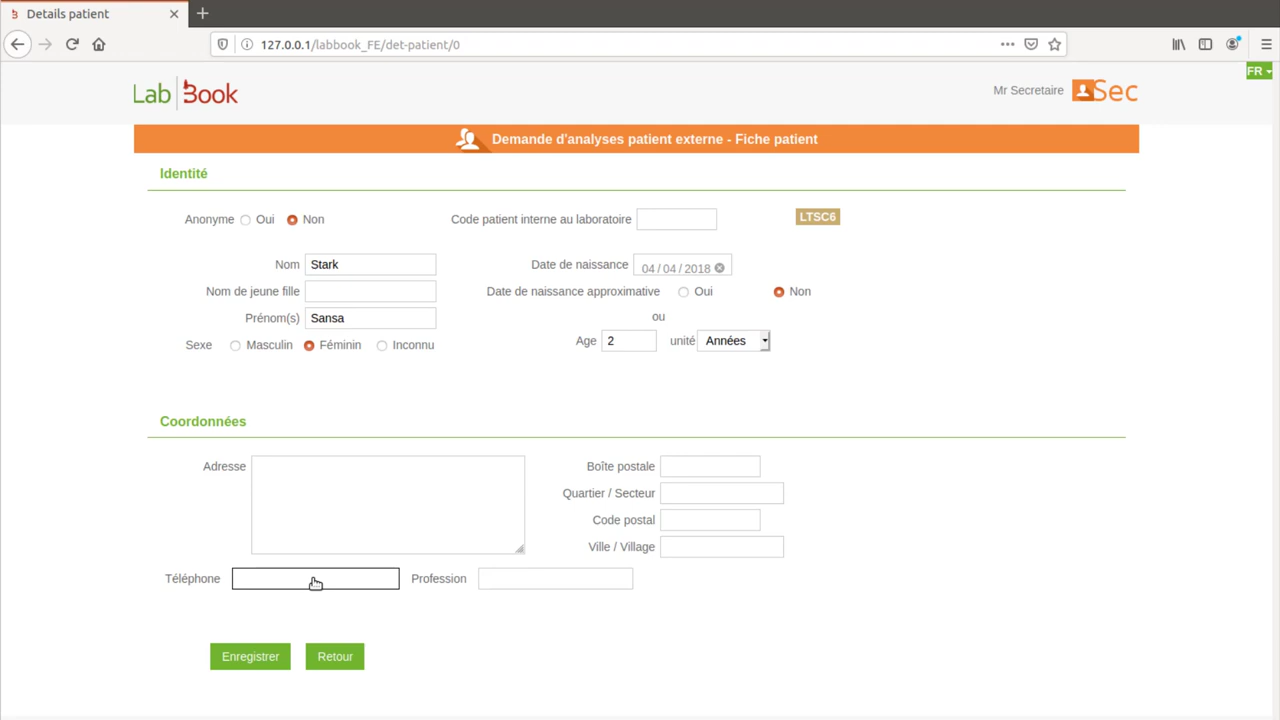 Details patient
127.0.0.1/labbook_FE/det-patient/0
FR
Lab Book
Mr Secretaire Sec
Demande d'analyses patient externe - Fiche patient
Identité
Anonyme Oui Non Code patient interne au laboratoire LTSC6
Nom Stark Date de naissance 04/04/2018
Nom de jeune fille Date de naissance approximative Oui Non
Prénom(s) Sansa ou
Sexe Masculin Féminin Inconnu Age 2 unité Années
Coordonnées
Adresse Boîte postale
Quartier / Secteur
Code postal
Ville / Village
Téléphone Profession
Enregistrer Retour